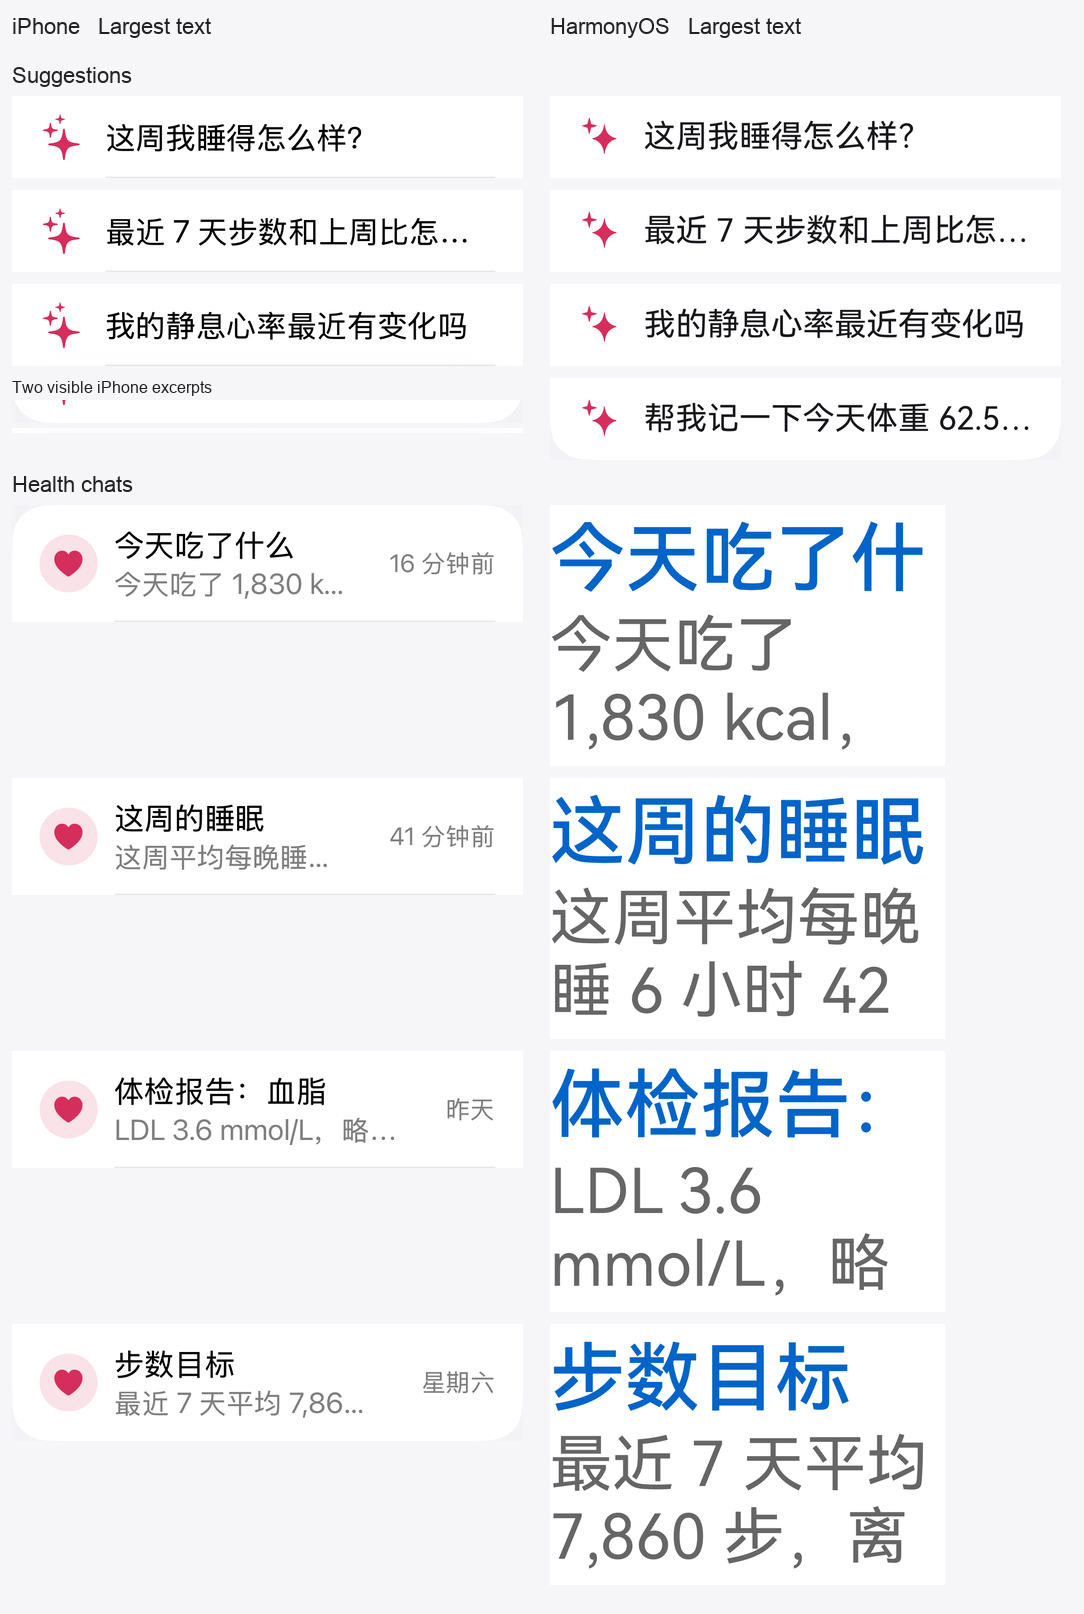 iPhone Largest text
HarmonyOS Largest text
Suggestions
这周我睡得怎么样？
最近 7 天步数和上周比怎…
我的静息心率最近有变化吗
Two visible iPhone excerpts
这周我睡得怎么样？
最近 7 天步数和上周比怎…
我的静息心率最近有变化吗
帮我记一下今天体重 62.5…
Health chats
今天吃了什么
今天吃了 1,830 k...
16 分钟前
这周的睡眠
这周平均每晚睡...
41 分钟前
体检报告：血脂
LDL 3.6 mmol/L，略…
昨天
步数目标
最近 7 天平均 7,86...
星期六
今天吃了什
今天吃了
1,830 kcal，
这周的睡眠
这周平均每晚
睡 6 小时 42
体检报告：
LDL 3.6
mmol/L，略
步数目标
最近 7 天平均
7,860 步，离